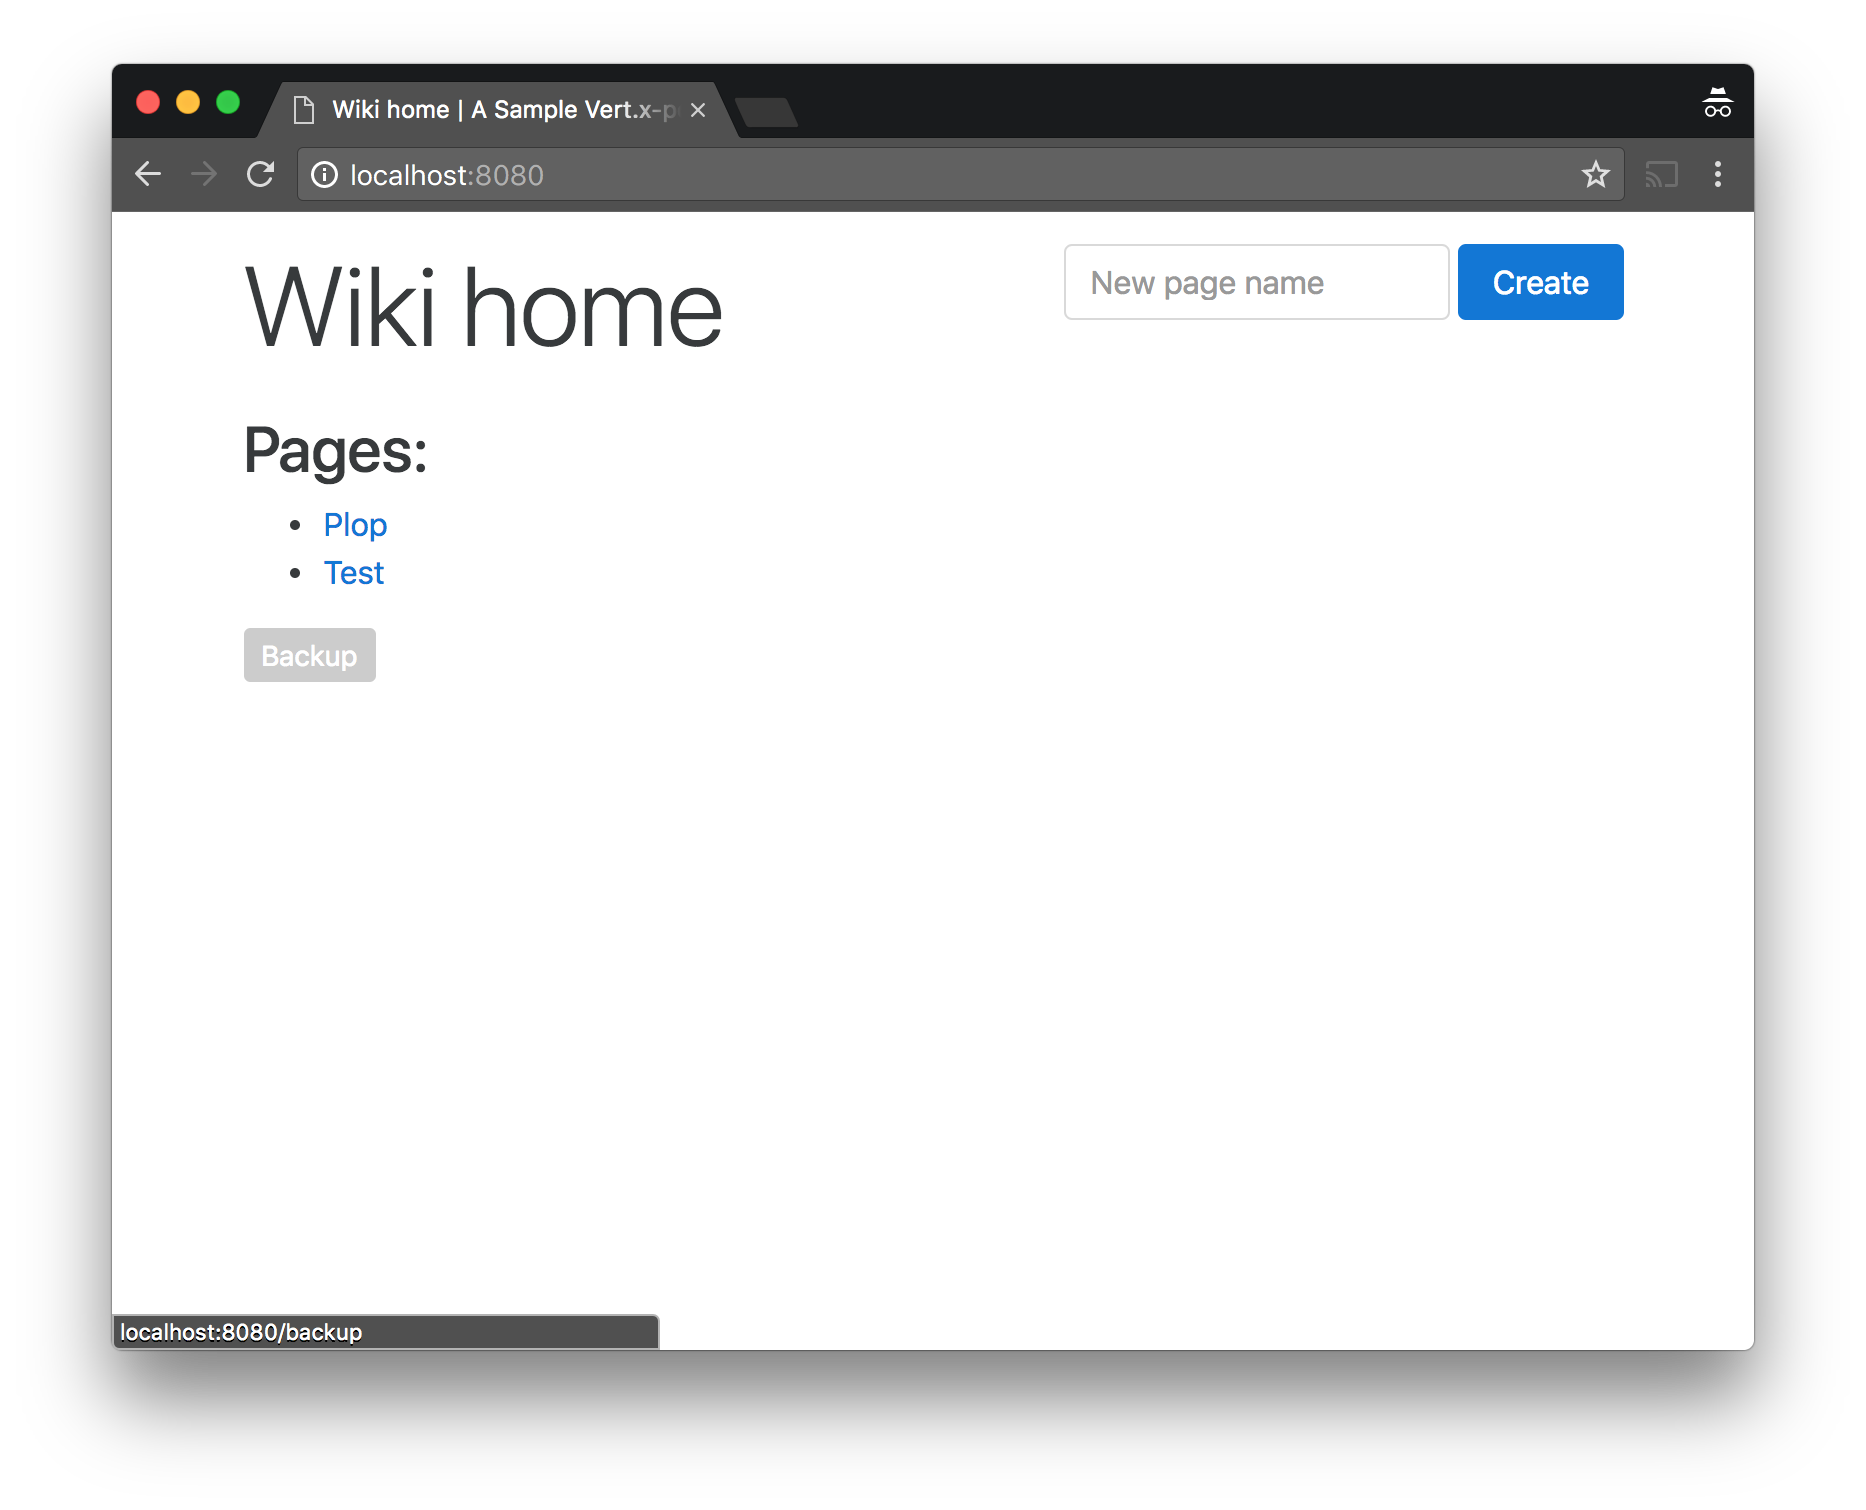 Wiki home | A Sample Vert.x-p
localhost:8080
Wiki home
New page name
Create
Pages:
Plop
Test
Backup
localhost:8080/backup